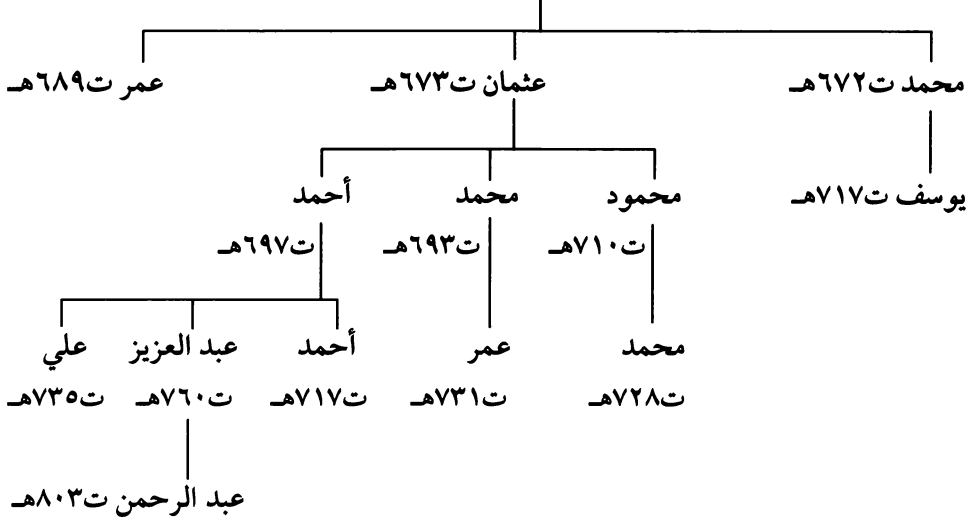 محمد ت٦٧٢هـ عثمان ت٦٧٣هـ عمر ت٦٨٩هـ
يوسف ت٧١٧هـ محمود محمد أحمد
ت٧١٠هـ ت٦٩٣هـ ت٦٩٧هـ
محمد عمر أحمد عبد العزيز علي
ت٧٢٨هـ ت٧٣١هـ ت٧١٧هـ ت٧٦٠هـ ت٧٣٥هـ
عبد الرحمن ت٨٠٣هـ